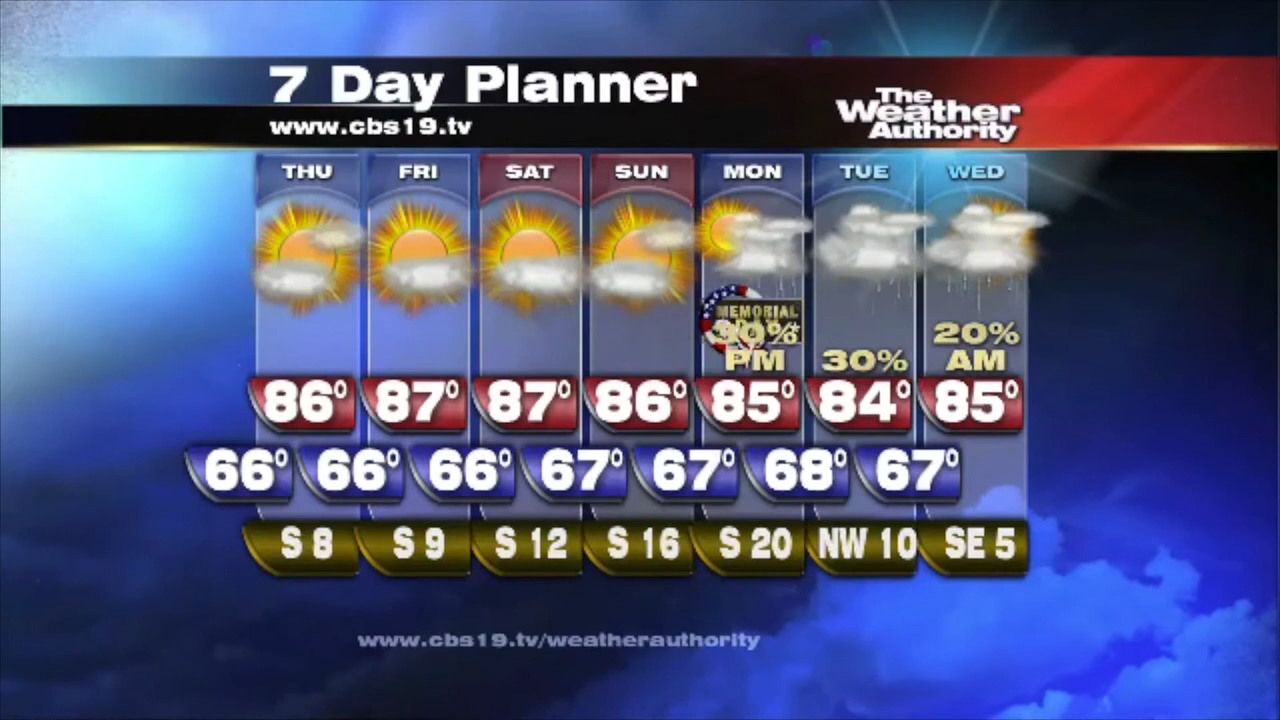 7 Day Planner
www.cbs19.tv
The
Weather
Authority
THU FRI SAT SUN MON TUE WED
MEMORIAL
30% 20%
PM 30% AM
86° 87° 87° 86° 85° 84° 85°
66° 66° 66° 67° 67° 68° 67°
S 8 S 9 S 12 S 16 S 20 NW 10 SE 5
www.cbs19.tv/weatherauthority